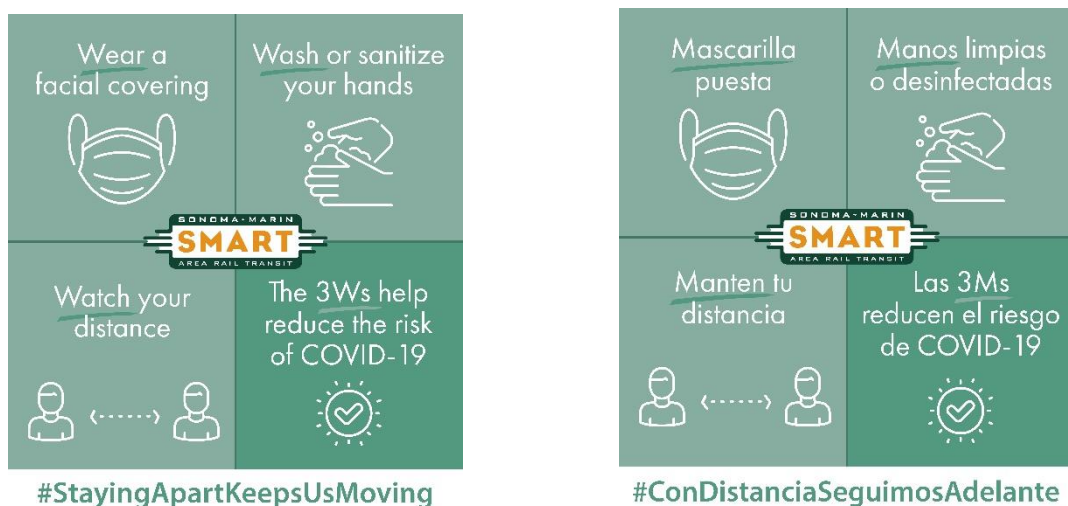 Wear a
facial covering
Wash or sanitize
your hands
SONOMA-MARIN
SMART
AREA RAIL TRANSIT
Watch your
distance
The 3Ws help
reduce the risk
of COVID-19
#StayingApartKeepsUsMoving
Mascarilla
puesta
Manos limpias
o desinfectadas
SONOMA-MARIN
SMART
AREA RAIL TRANSIT
Manten tu
distancia
Las 3Ms
reducen el riesgo
de COVID-19
#ConDistanciaSeguimosAdelante